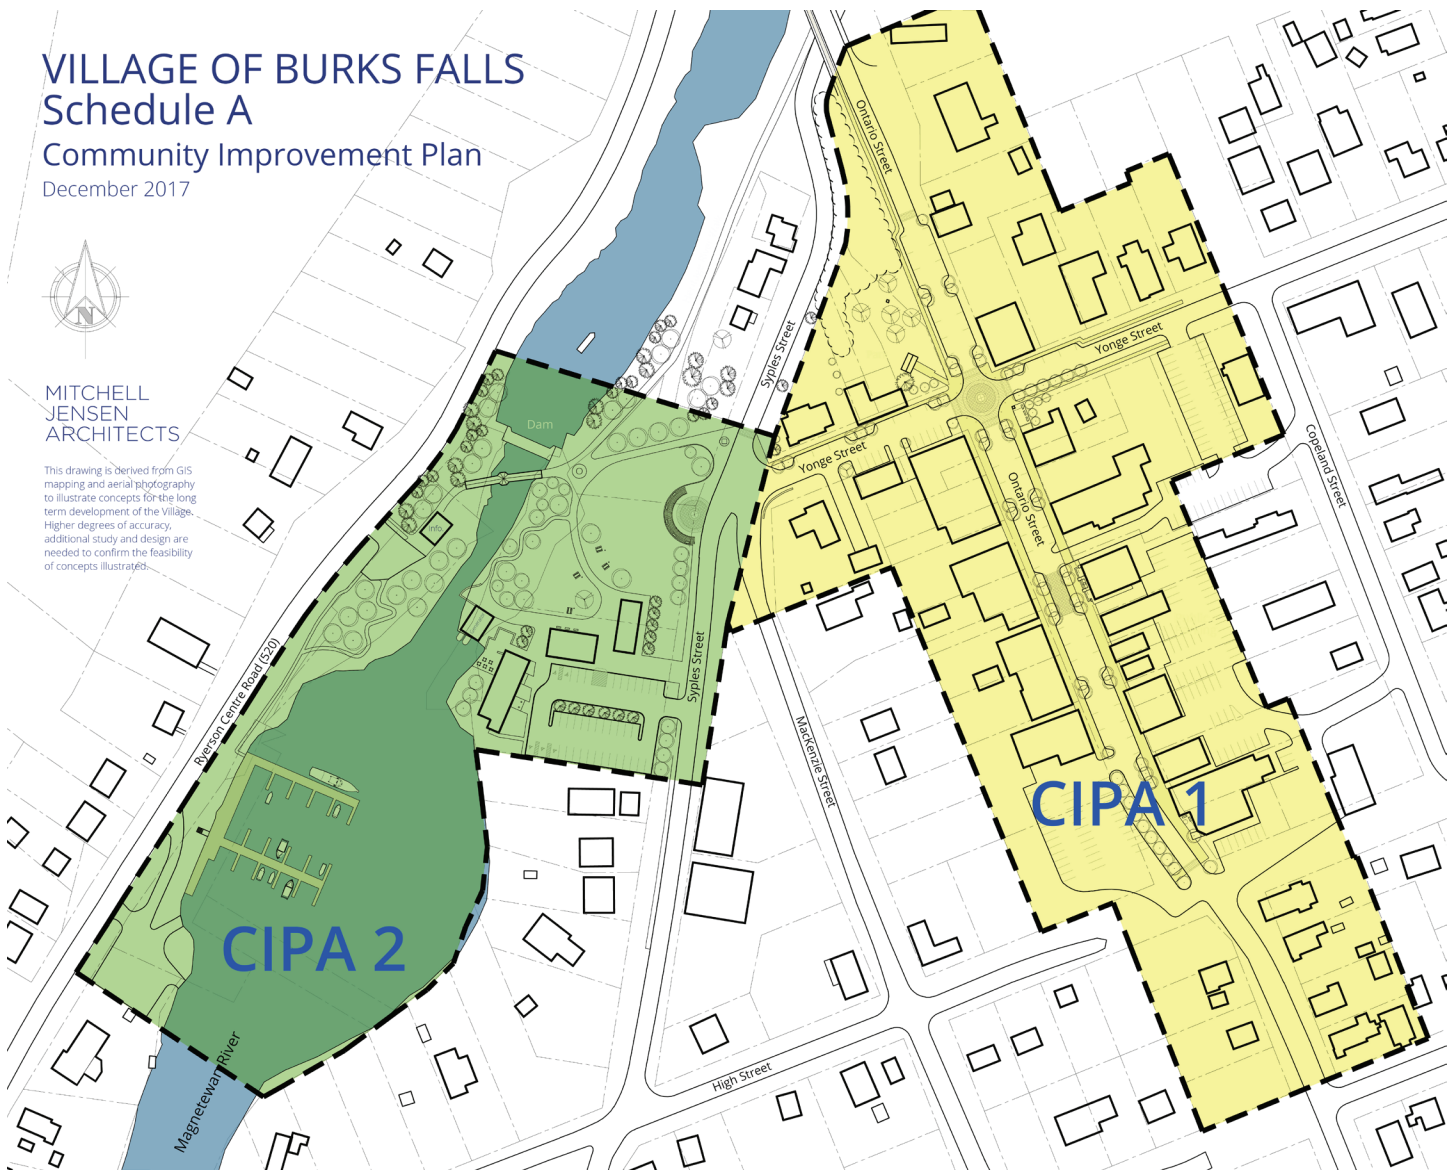 VILLAGE OF BURKS FALLS
Schedule A
Community Improvement Plan
December 2017
N
MITCHELL
JENSEN
ARCHITECTS
This drawing is derived from GIS
mapping and aerial photography
to illustrate concepts for the long
term development of the Village.
Higher degrees of accuracy,
additional study and design are
needed to confirm the feasibility
of concepts illustrated.
Ontario Street
Syples Street
Yonge Street
Dam
Yonge Street
Copeland Street
Ontario Street
Info
Ryerson Centre Road (520)
Syples Street
MacKenzie Street
CIPA 1
CIPA 2
Magnetewan River
High Street